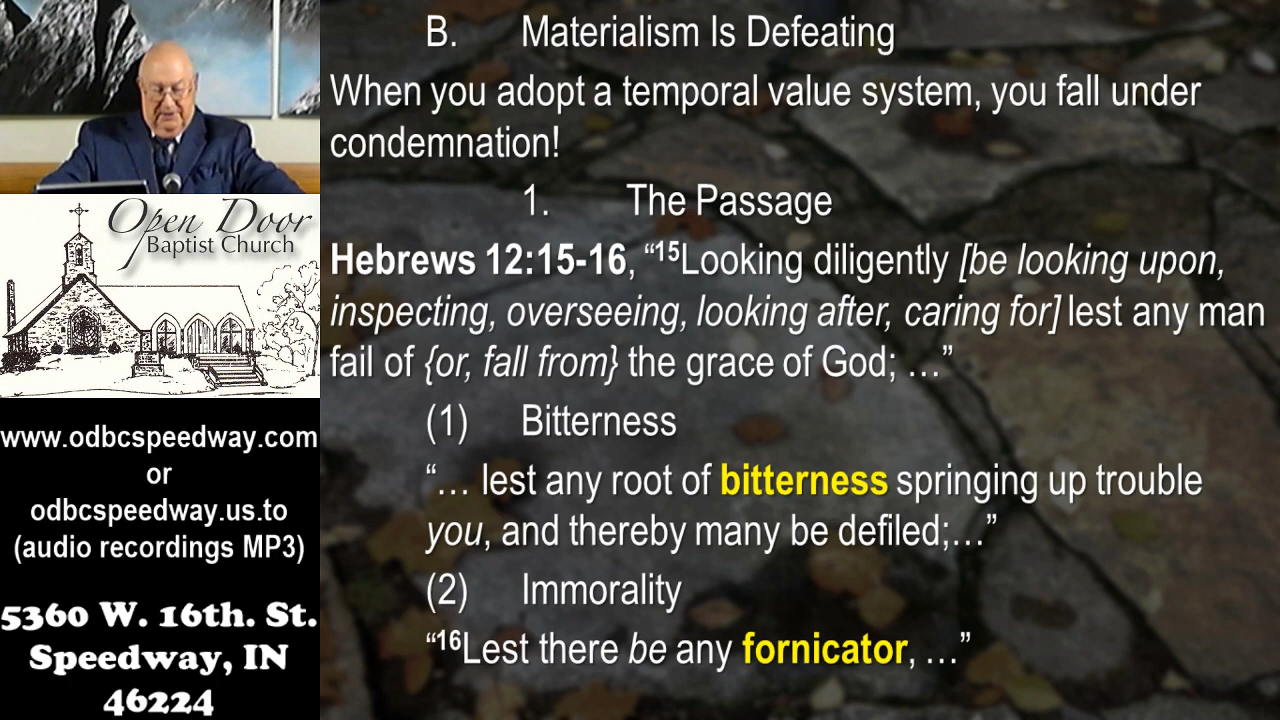 Open Door
Baptist Church
www.odbcspeedway.com
or
odbcspeedway.us.to
(audio recordings MP3)
5360 W. 16th. St.
Speedway, IN
46224
B. Materialism Is Defeating
When you adopt a temporal value system, you fall under
condemnation!
1. The Passage
Hebrews 12:15-16, “15Looking diligently [be looking upon,
inspecting, overseeing, looking after, caring for] lest any man
fail of {or, fall from} the grace of God; …”
(1) Bitterness
“… lest any root of bitterness springing up trouble
you, and thereby many be defiled;…”
(2) Immorality
“16Lest there be any fornicator, …”